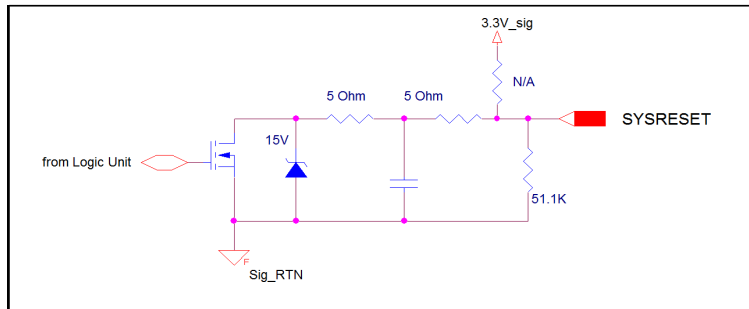 3.3V_sig
N/A
5 Ohm
5 Ohm
SYSRESET
15V
from Logic Unit
51.1K
F
Sig_RTN